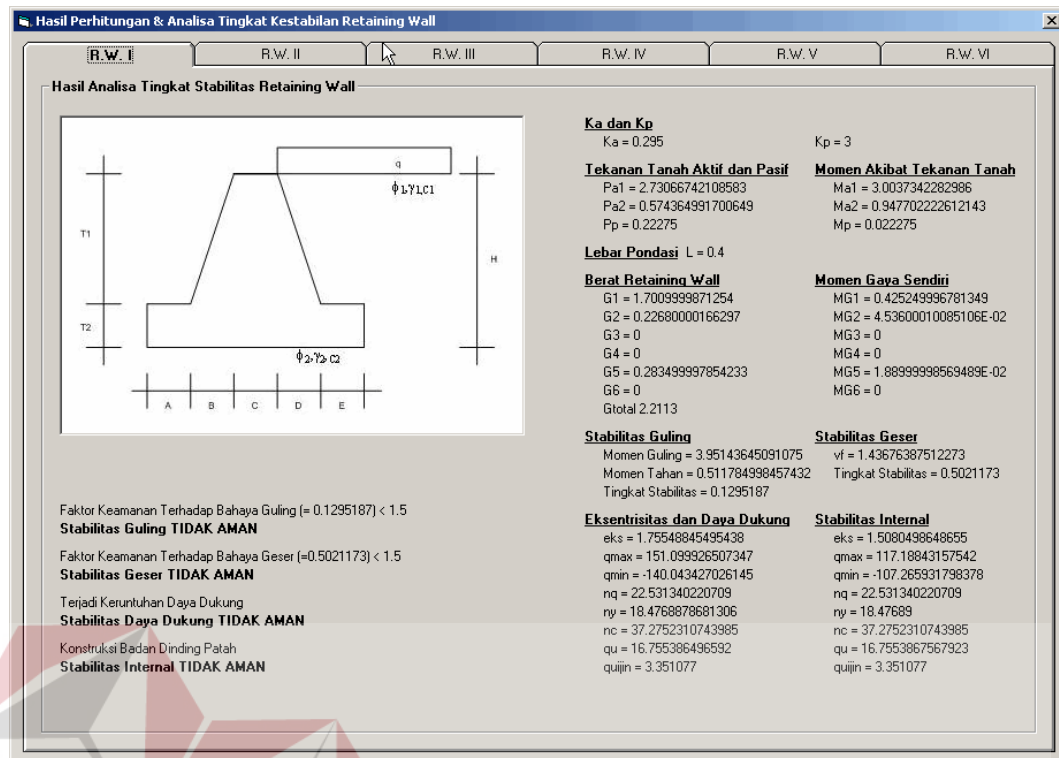 Hasil Perhitungan & Analisa Tingkat Kestabilan Retaining Wall
R.W. I R.W. II R.W. III R.W. IV R.W. V R.W. VI
Hasil Analisa Tingkat Stabilitas Retaining Wall
q
ϕ1,γ1,C1
T1
H
T2
ϕ2,γ2,C2
A B C D E
Faktor Keamanan Terhadap Bahaya Guling (= 0.1295187) < 1.5
Stabilitas Guling TIDAK AMAN
Faktor Keamanan Terhadap Bahaya Geser (=0.5021173) < 1.5
Stabilitas Geser TIDAK AMAN
Terjadi Keruntuhan Daya Dukung
Stabilitas Daya Dukung TIDAK AMAN
Konstruksi Badan Dinding Patah
Stabilitas Internal TIDAK AMAN
Ka dan Kp
Ka = 0.295 Kp = 3
Tekanan Tanah Aktif dan Pasif
Pa1 = 2.73066742108583
Pa2 = 0.574364991700649
Pp = 0.22275
Momen Akibat Tekanan Tanah
Ma1 = 3.0037342282986
Ma2 = 0.947702222612143
Mp = 0.022275
Lebar Pondasi L = 0.4
Berat Retaining Wall
G1 = 1.7009999871254
G2 = 0.22680000166297
G3 = 0
G4 = 0
G5 = 0.283499997854233
G6 = 0
Gtotal 2.2113
Momen Gaya Sendiri
MG1 = 0.425249996781349
MG2 = 4.53600010085106E-02
MG3 = 0
MG4 = 0
MG5 = 1.88999998569489E-02
MG6 = 0
Stabilitas Guling
Momen Guling = 3.95143645091075
Momen Tahan = 0.511784998457432
Tingkat Stabilitas = 0.1295187
Stabilitas Geser
vf = 1.43676387512273
Tingkat Stabilitas = 0.5021173
Eksentrisitas dan Daya Dukung
eks = 1.75548845495438
qmax = 151.099926507347
qmin = -140.043427026145
nq = 22.531340220709
ny = 18.4768878681306
nc = 37.2752310743985
qu = 16.755386496592
quijin = 3.351077
Stabilitas Internal
eks = 1.5080498648655
qmax = 117.18843157542
qmin = -107.265931798378
nq = 22.531340220709
ny = 18.47689
nc = 37.2752310743985
qu = 16.7553867567923
quijin = 3.351077